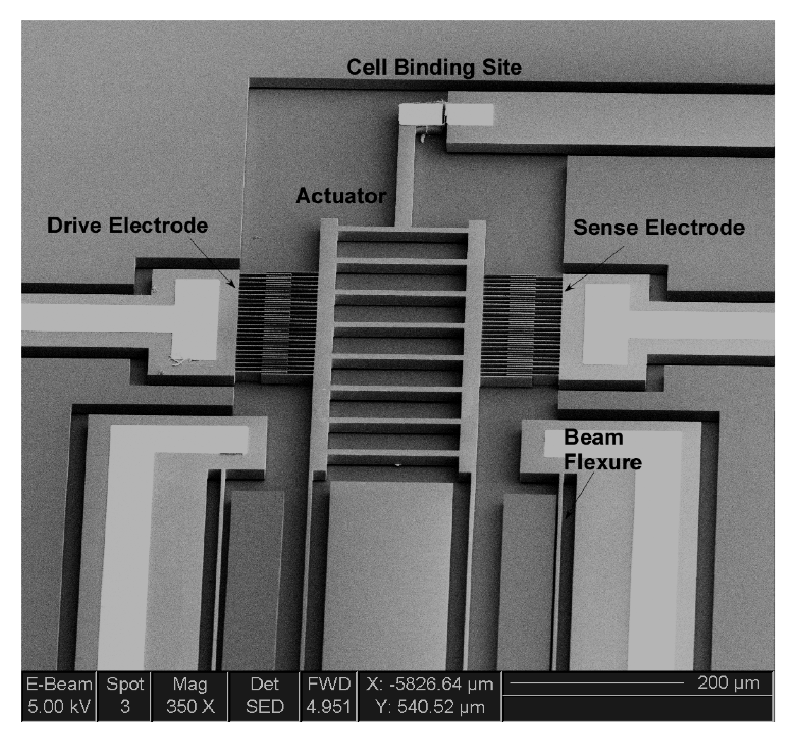 Cell Binding Site
Actuator
Drive Electrode
Sense Electrode
Beam
Flexure
E-Beam Spot Mag Det FWD X: -5826.64 µm 200 µm
5.00 kV 3 350 X SED 4.951 Y: 540.52 µm